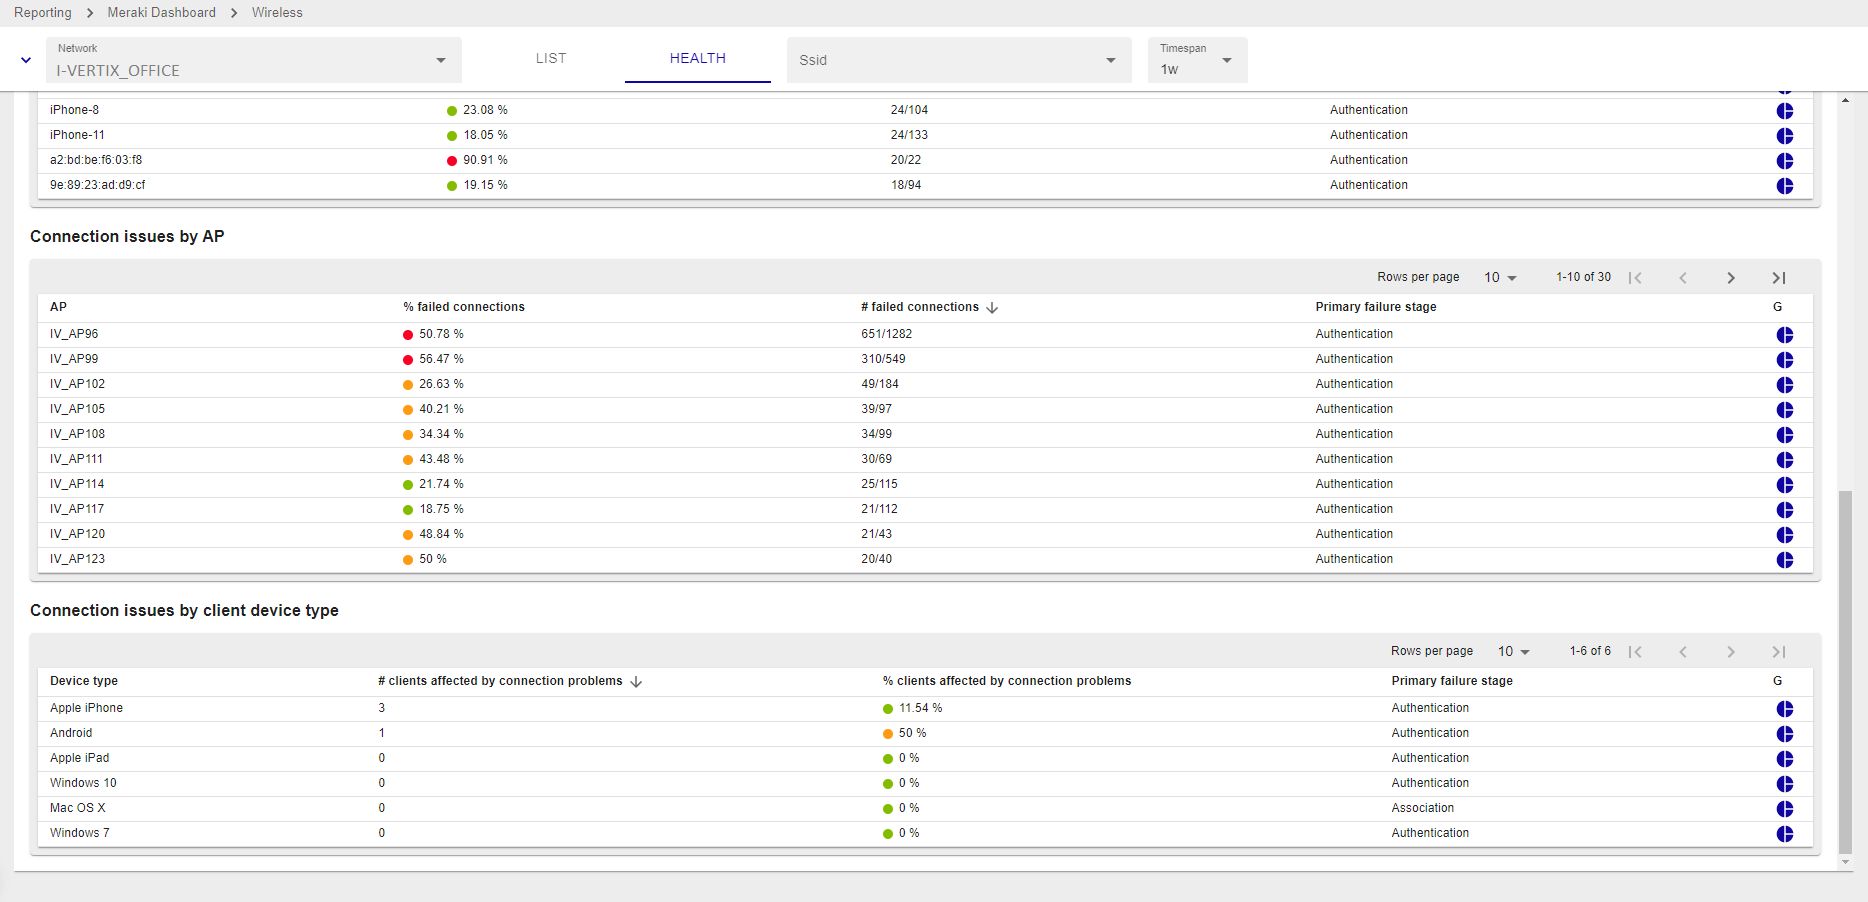 Reporting > Meraki Dashboard > Wireless
Network
I-VERTIX_OFFICE
LIST
HEALTH
Ssid
Timespan
1w
iPhone-8 23.08 % 24/104 Authentication
iPhone-11 18.05 % 24/133 Authentication
a2:bd:be:f6:03:f8 90.91 % 20/22 Authentication
9e:89:23:ad:d9:cf 19.15 % 18/94 Authentication
Connection issues by AP
Rows per page 10 1-10 of 30
AP % failed connections # failed connections Primary failure stage G
IV_AP96 50.78 % 651/1282 Authentication
IV_AP99 56.47 % 310/549 Authentication
IV_AP102 26.63 % 49/184 Authentication
IV_AP105 40.21 % 39/97 Authentication
IV_AP108 34.34 % 34/99 Authentication
IV_AP111 43.48 % 30/69 Authentication
IV_AP114 21.74 % 25/115 Authentication
IV_AP117 18.75 % 21/112 Authentication
IV_AP120 48.84 % 21/43 Authentication
IV_AP123 50 % 20/40 Authentication
Connection issues by client device type
Rows per page 10 1-6 of 6
Device type # clients affected by connection problems % clients affected by connection problems Primary failure stage G
Apple iPhone 3 11.54 % Authentication
Android 1 50 % Authentication
Apple iPad 0 0 % Authentication
Windows 10 0 0 % Authentication
Mac OS X 0 0 % Association
Windows 7 0 0 % Authentication